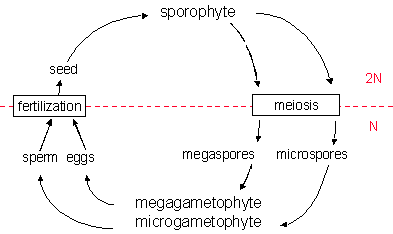 sporophyte
seed
2N
fertilization
meiosis
N
sperm eggs
megaspores microspores
megagametophyte
microgametophyte